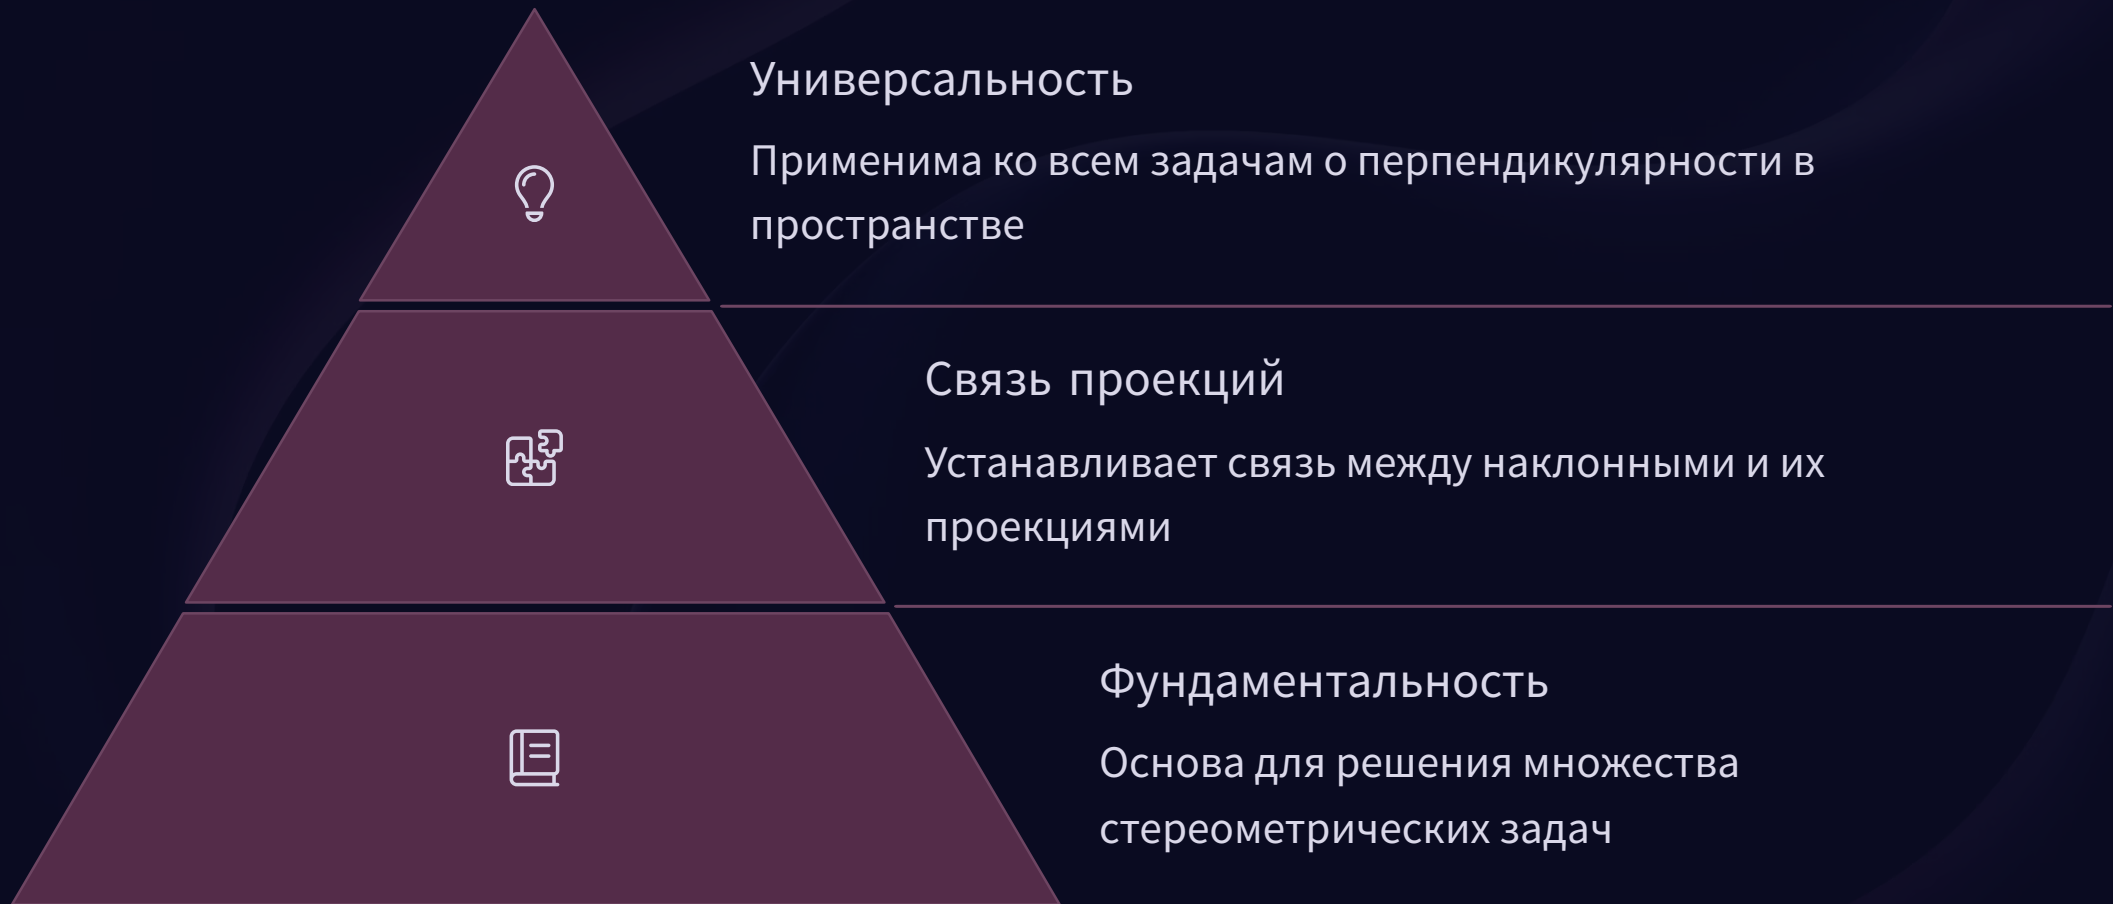 Универсальность
Применима ко всем задачам о перпендикулярности в
пространстве
Связь проекций
Устанавливает связь между наклонными и их
проекциями
Фундаментальность
Основа для решения множества
стереометрических задач